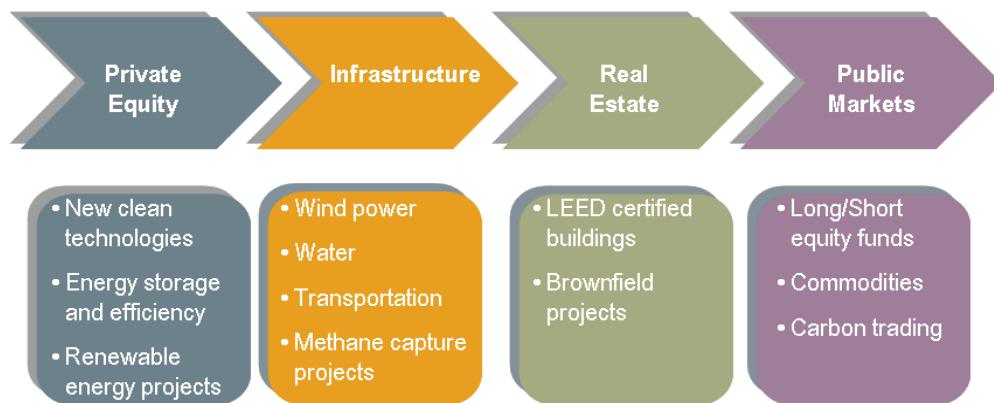 Private
Equity
Infrastructure
Real
Estate
Public
Markets
• New clean
technologies
• Energy storage
and efficiency
• Renewable
energy projects
• Wind power
• Water
• Transportation
• Methane capture
projects
• LEED certified
buildings
• Brownfield
projects
• Long/Short
equity funds
• Commodities
• Carbon trading